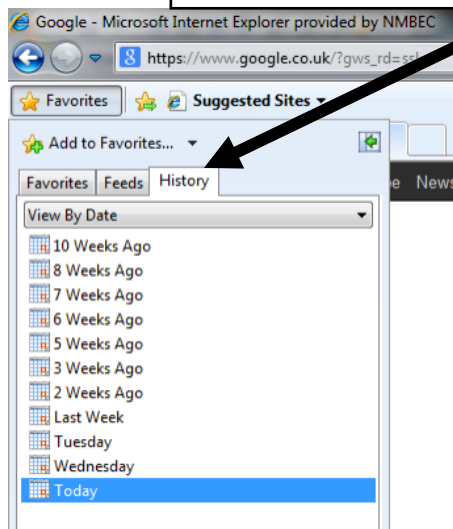 Google - Microsoft Internet Explorer provided by NMBEC
8 https://www.google.co.uk/?gws_rd=ssl
Favorites Suggested Sites
Add to Favorites...
Favorites Feeds History
News
View By Date
10 Weeks Ago
8 Weeks Ago
7 Weeks Ago
6 Weeks Ago
5 Weeks Ago
3 Weeks Ago
2 Weeks Ago
Last Week
Tuesday
Wednesday
Today